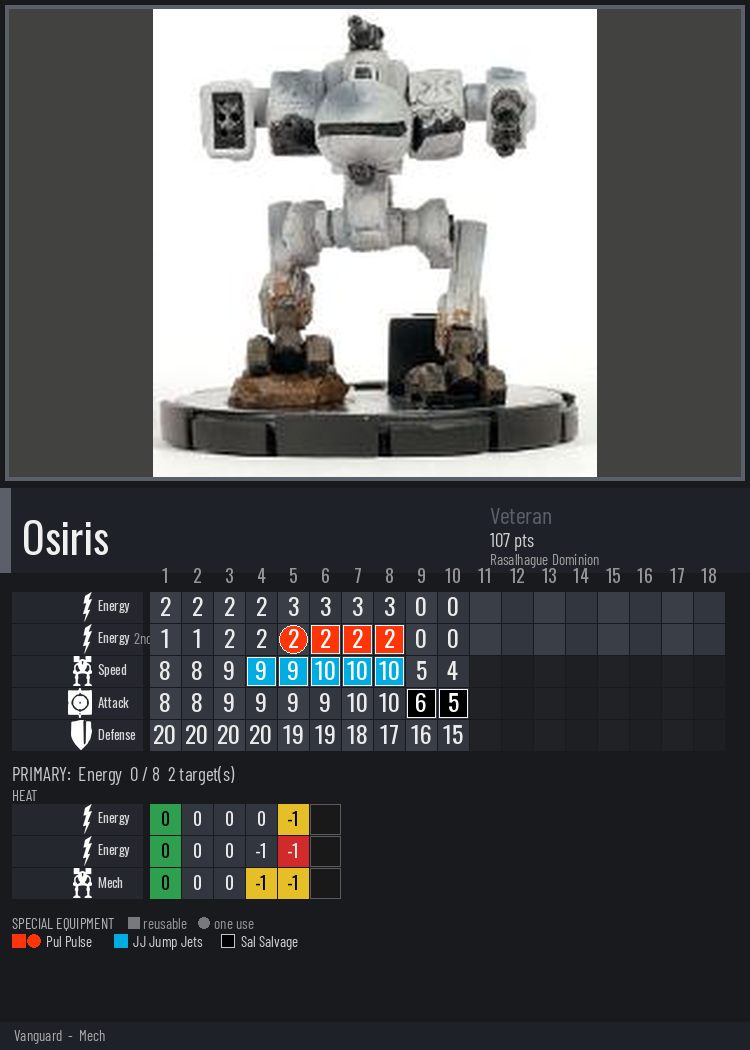 Osiris
Veteran
107 pts
Rasalhague Dominion
1 2 3 4 5 6 7 8 9 10 11 12 13 14 15 16 17 18
Energy 2 2 2 2 3 3 3 3 0 0
Energy 2nd 1 1 2 2 2 2 2 2 0 0
Speed 8 8 9 9 9 10 10 10 5 4
Attack 8 8 9 9 9 9 10 10 6 5
Defense 20 20 20 20 19 19 18 17 16 15
PRIMARY: Energy 0 / 8 2 target(s)
HEAT
Energy 0 0 0 0 -1
Energy 0 0 0 -1 -1
Mech 0 0 0 -1 -1
SPECIAL EQUIPMENT reusable one use
Pul Pulse JJ Jump Jets Sal Salvage
Vanguard - Mech